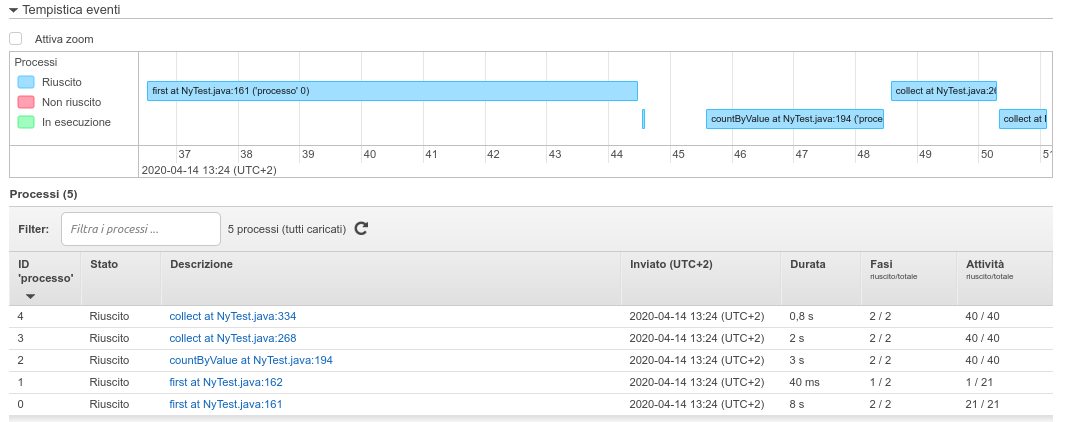 Tempistica eventi
Attiva zoom
Processi
Riuscito
Non riuscito
In esecuzione
first at NyTest.java:161 ('processo' 0)
collect at NyTest.java:26
countByValue at NyTest.java:194 ('proce
collect at
37 38 39 40 41 42 43 44 45 46 47 48 49 50 51
2020-04-14 13:24 (UTC+2)
Processi (5)
Filter: Filtra i processi ... 5 processi (tutti caricati)
ID 'processo' Stato Descrizione Inviato (UTC+2) Durata Fasi riuscito/totale Attività riuscito/totale
4 Riuscito collect at NyTest.java:334 2020-04-14 13:24 (UTC+2) 0,8 s 2 / 2 40 / 40
3 Riuscito collect at NyTest.java:268 2020-04-14 13:24 (UTC+2) 2 s 2 / 2 40 / 40
2 Riuscito countByValue at NyTest.java:194 2020-04-14 13:24 (UTC+2) 3 s 2 / 2 40 / 40
1 Riuscito first at NyTest.java:162 2020-04-14 13:24 (UTC+2) 40 ms 1 / 2 1 / 21
0 Riuscito first at NyTest.java:161 2020-04-14 13:24 (UTC+2) 8 s 2 / 2 21 / 21